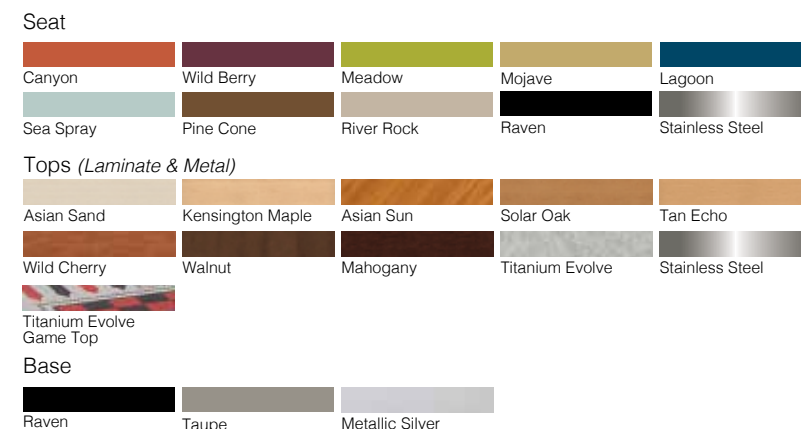 Seat
Canyon
Wild Berry
Meadow
Mojave
Lagoon
Sea Spray
Pine Cone
River Rock
Raven
Stainless Steel
Tops (Laminate & Metal)
Asian Sand
Kensington Maple
Asian Sun
Solar Oak
Tan Echo
Wild Cherry
Walnut
Mahogany
Titanium Evolve
Stainless Steel
Titanium Evolve
Game Top
Base
Raven
Taupe
Metallic Silver